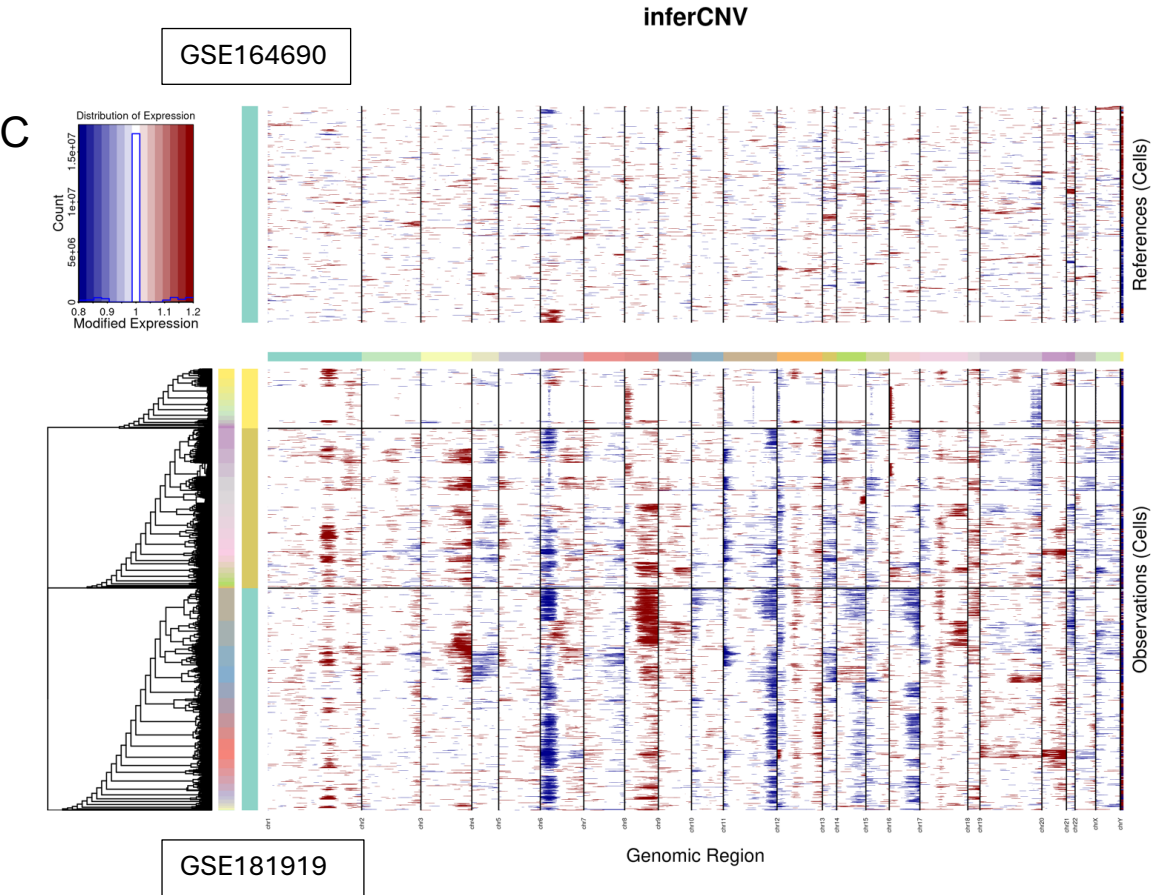 inferCNV
GSE164690
C
Distribution of Expression
Count
0
5e+06
1e+07
1.5e+07
0.8 0.9 1 1.1 1.2
Modified Expression
References (Cells)
Observations (Cells)
chr1 chr2 chr3 chr4 chr5 chr6 chr7 chr8 chr9 chr10 chr11 chr12 chr13 chr14 chr15 chr16 chr17 chr18 chr19 chr20 chr21 chr22 chrX chrY
Genomic Region
GSE181919